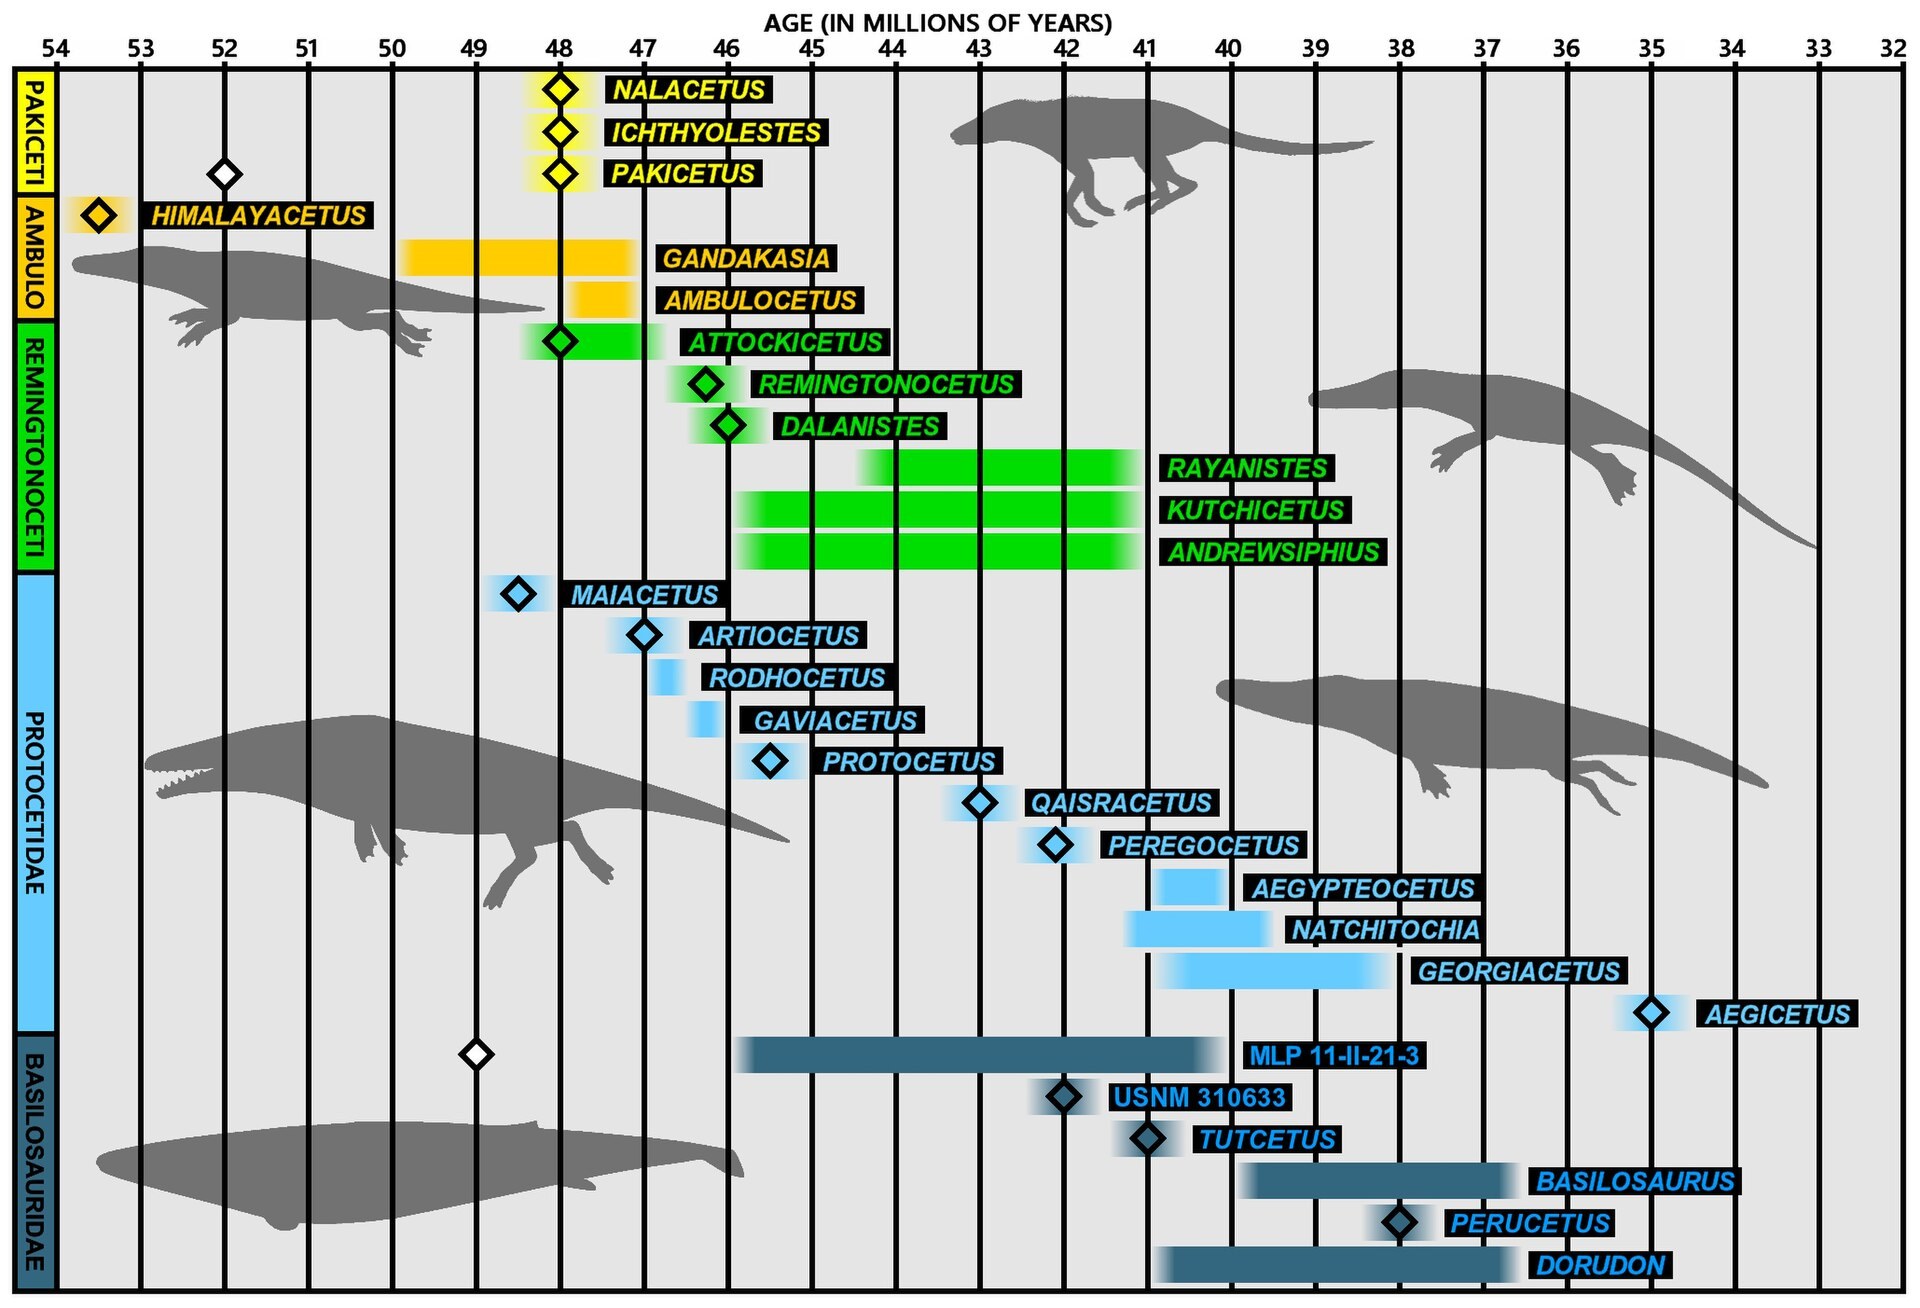 AGE (IN MILLIONS OF YEARS)
54 53 52 51 50 49 48 47 46 45 44 43 42 41 40 39 38 37 36 35 34 33 32
PAKICETI
NALACETUS
ICHTHYOLESTES
PAKICETUS
AMBULO
HIMALAYACETUS
GANDAKASIA
AMBULOCETUS
REMINGTONOCETI
ATTOCKICETUS
REMINGTONOCETUS
DALANISTES
RAYANISTES
KUTCHICETUS
ANDREWSIPHIUS
PROTOCETIDAE
MAIACETUS
ARTIOCETUS
RODHOCETUS
GAVIACETUS
PROTOCETUS
QAISRACETUS
PEREGOCETUS
AEGYPTEOCETUS
NATCHITOCHIA
GEORGIACETUS
AEGICETUS
BASILOSAURIDAE
MLP 11-II-21-3
USNM 310633
TUTCETUS
BASILOSAURUS
PERUCETUS
DORUDON